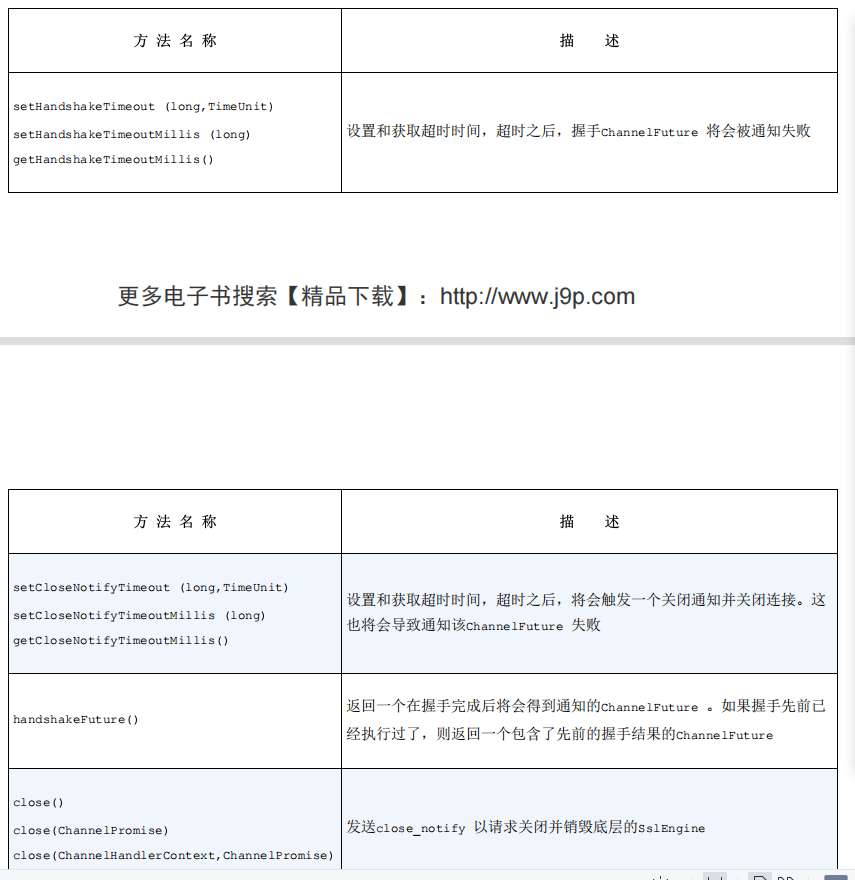 方 法 名 称
描 述
setHandshakeTimeout (long,TimeUnit)
setHandshakeTimeoutMillis (long)
getHandshakeTimeoutMillis()
设置和获取超时时间，超时之后，握手ChannelFuture 将会被通知失败
更多电子书搜索【精品下载】：http://www.j9p.com
方 法 名 称
描 述
setCloseNotifyTimeout (long,TimeUnit)
setCloseNotifyTimeoutMillis (long)
getCloseNotifyTimeoutMillis()
设置和获取超时时间，超时之后，将会触发一个关闭通知并关闭连接。这
也将会导致通知该ChannelFuture 失败
handshakeFuture()
返回一个在握手完成后将会得到通知的ChannelFuture 。如果握手先前已
经执行过了，则返回一个包含了先前的握手结果的ChannelFuture
close()
close(ChannelPromise)
close(ChannelHandlerContext,ChannelPromise)
发送close_notify 以请求关闭并销毁底层的SslEngine